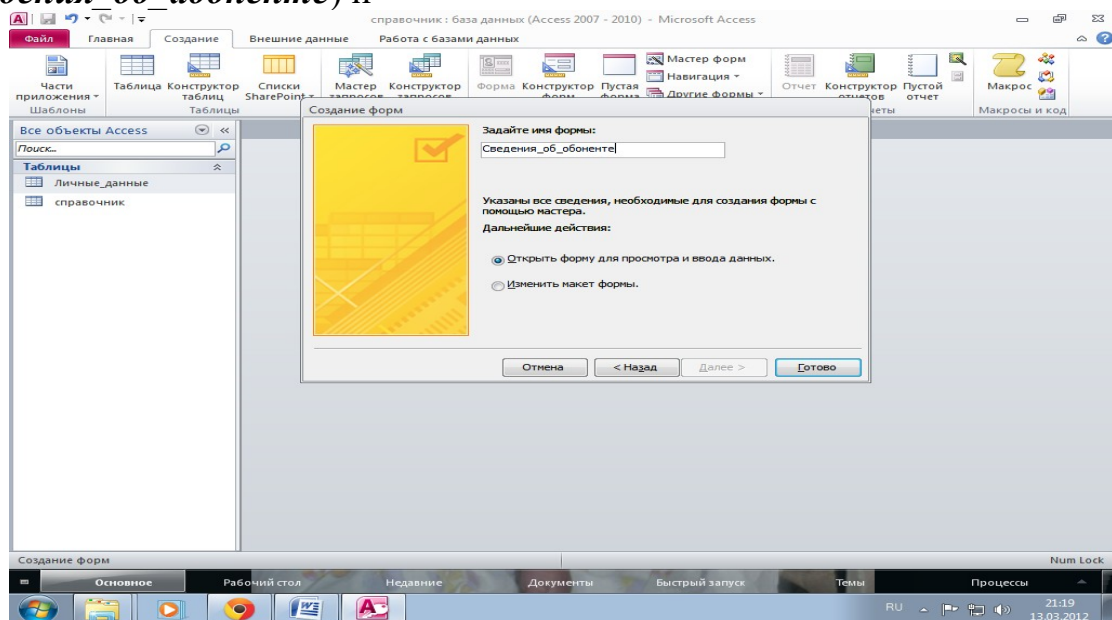 справочник : база данных (Access 2007 - 2010) - Microsoft Access
Файл Главная Создание Внешние данные Работа с базами данных
Части приложения
Таблица
Конструктор таблиц
Списки SharePoint
Мастер запросов
Конструктор запросов
Форма
Конструктор форм
Пустая форма
Мастер форм
Навигация
Другие формы
Отчет
Конструктор отчетов
Пустой отчет
Макрос
Шаблоны Таблицы Макросы и код
Создание форм
Все объекты Access
Поиск...
Таблицы
Личные_данные
справочник
Задайте имя формы:
Сведения_об_обоненте
Указаны все сведения, необходимые для создания формы с
помощью мастера.
Дальнейшие действия:
Открыть форму для просмотра и ввода данных.
Изменить макет формы.
Отмена < Назад Далее > Готово
Создание форм Num Lock
Основное Рабочий стол Недавние Документы Быстрый запуск Темы Процессы
RU 21:19
13.03.2012